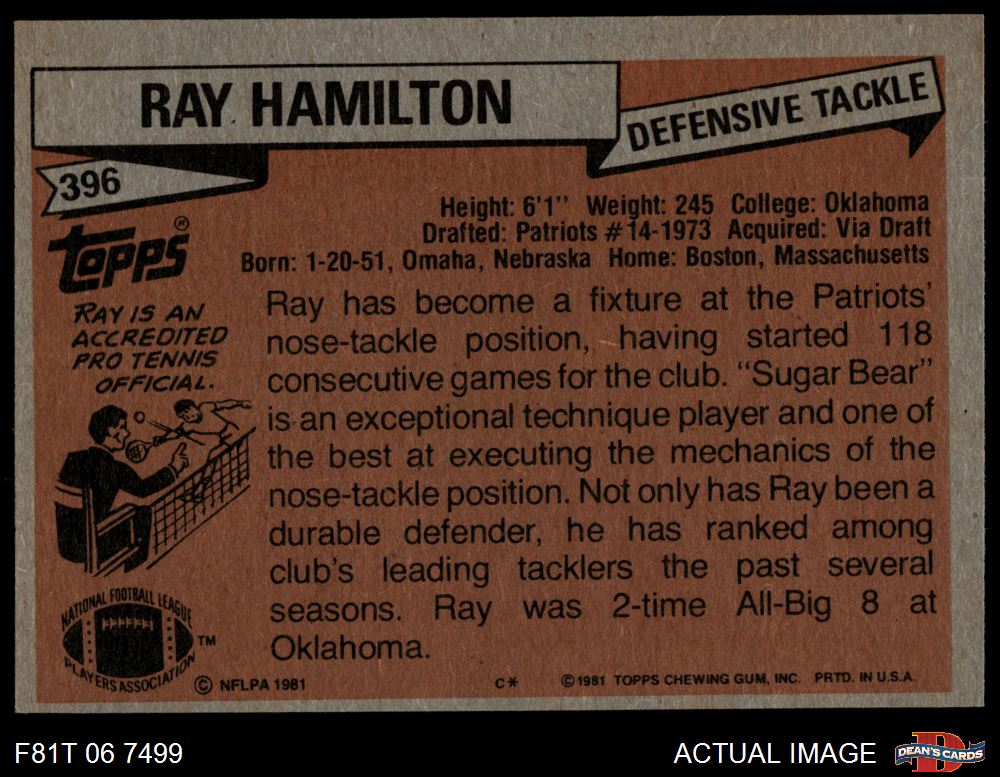 RAY HAMILTON
DEFENSIVE TACKLE
396
TOPPS®
Height: 6'1'' Weight: 245 College: Oklahoma
Drafted: Patriots #14-1973 Acquired: Via Draft
Born: 1-20-51, Omaha, Nebraska Home: Boston, Massachusetts
RAY IS AN
ACCREDITED
PRO TENNIS
OFFICIAL.
Ray has become a fixture at the Patriots'
nose-tackle position, having started 118
consecutive games for the club. "Sugar Bear"
is an exceptional technique player and one of
the best at executing the mechanics of the
nose-tackle position. Not only has Ray been a
durable defender, he has ranked among
club's leading tacklers the past several
seasons. Ray was 2-time All-Big 8 at
Oklahoma.
NATIONAL FOOTBALL LEAGUE
PLAYERS ASSOCIATION
TM
© NFLPA 1981
C*
©1981 TOPPS CHEWING GUM, INC. PRTD. IN U.S.A.
F81T 06 7499
ACTUAL IMAGE
D
DEAN'S CARDS